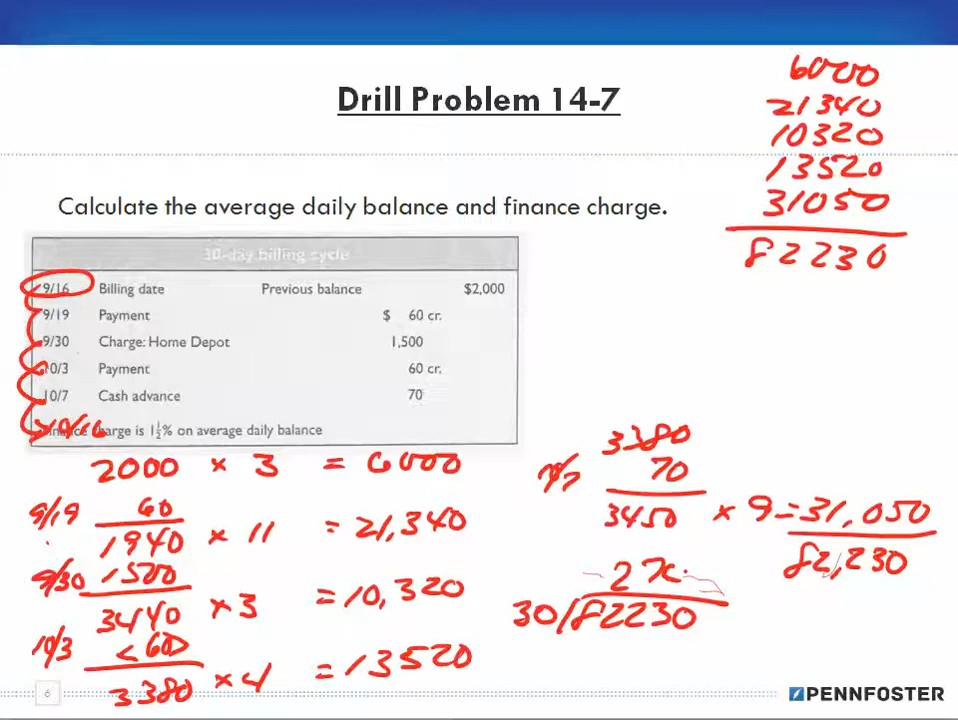 Drill Problem 14-7
6000
21340
10320
13520
31050
82230
Calculate the average daily balance and finance charge.
30-day billing cycle
9/16 Billing date Previous balance $2,000
9/19 Payment $ 60 cr.
9/30 Charge: Home Depot 1,500
10/3 Payment 60 cr.
10/7 Cash advance 70
10/16
Finance charge is 1½% on average daily balance
2000 × 3 = 6000
9/19 60
1940 × 11 = 21,340
9/30 1500
3440 × 3 = 10,320
10/3 <60>
3380 × 4 = 13520
3380
10/7 70
3450 × 9 = 31,050
82,230
30/82230
6
PENNFOSTER